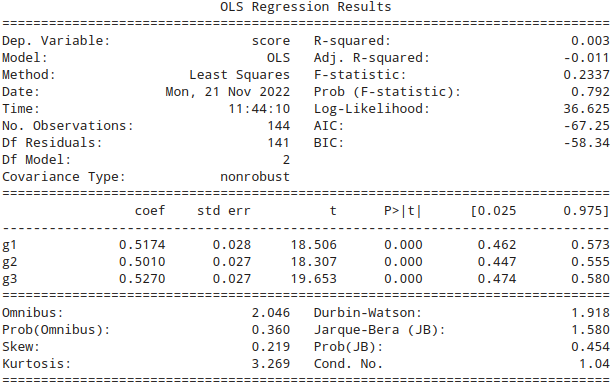 OLS Regression Results
==============================================================================
Dep. Variable:                  score   R-squared:                       0.003
Model:                            OLS   Adj. R-squared:                 -0.011
Method:                 Least Squares   F-statistic:                    0.2337
Date:                Mon, 21 Nov 2022   Prob (F-statistic):              0.792
Time:                        11:44:10   Log-Likelihood:                 36.625
No. Observations:                 144   AIC:                            -67.25
Df Residuals:                     141   BIC:                            -58.34
Df Model:                           2
Covariance Type:            nonrobust
==============================================================================
                 coef    std err          t      P>|t|      [0.025      0.975]
------------------------------------------------------------------------------
g1             0.5174      0.028     18.506      0.000       0.462       0.573
g2             0.5010      0.027     18.307      0.000       0.447       0.555
g3             0.5270      0.027     19.653      0.000       0.474       0.580
==============================================================================
Omnibus:                        2.046   Durbin-Watson:                   1.918
Prob(Omnibus):                  0.360   Jarque-Bera (JB):                1.580
Skew:                           0.219   Prob(JB):                        0.454
Kurtosis:                       3.269   Cond. No.                         1.04
==============================================================================